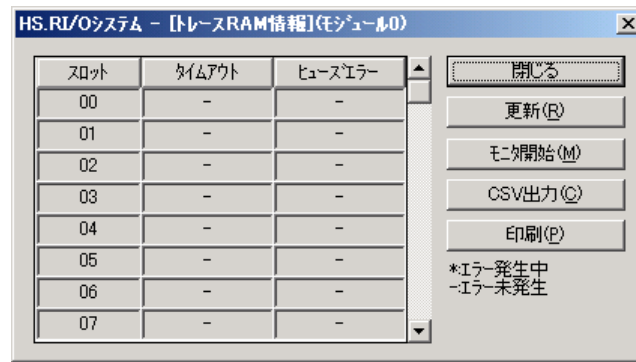 HS.RI/Oシステム - [トレースRAM情報](モジュール0)
スロット タイムアウト ヒューズエラー
00 - -
01 - -
02 - -
03 - -
04 - -
05 - -
06 - -
07 - -
閉じる
更新(R)
モニタ開始(M)
CSV出力(C)
印刷(P)
*:エラー発生中
-:エラー未発生